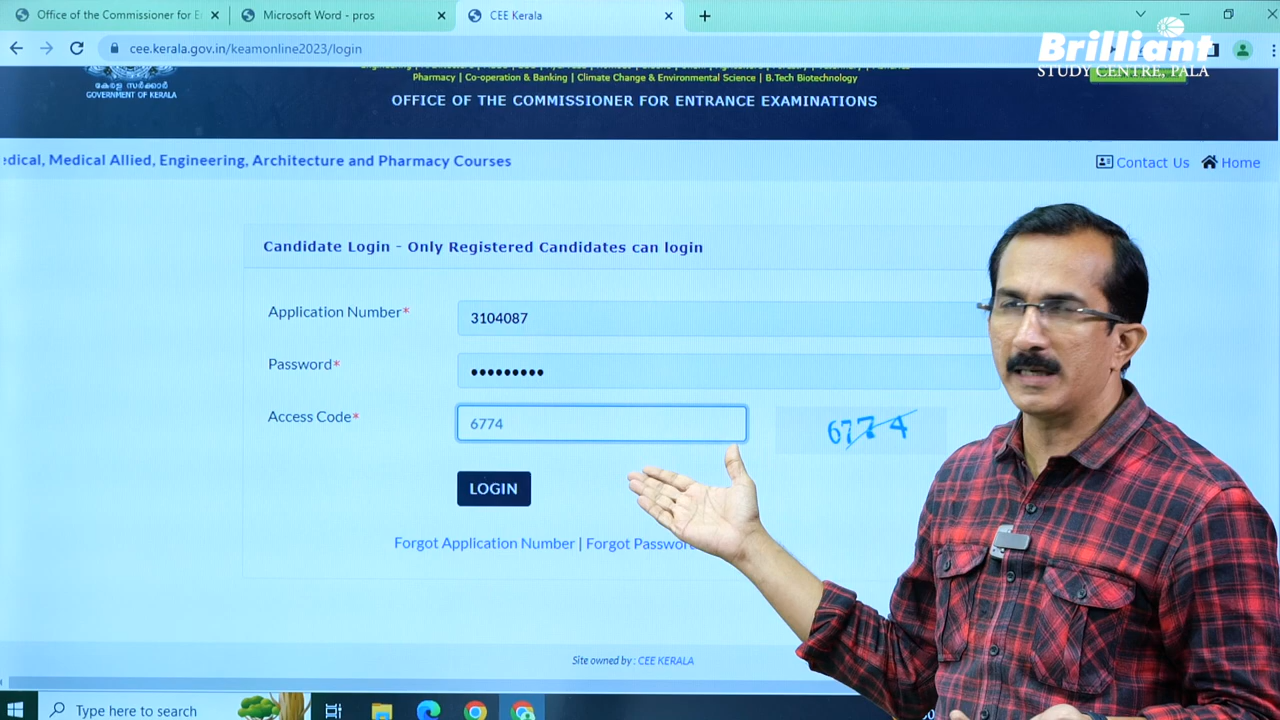 Office of the Commissioner for E
Microsoft Word - pros
CEE Kerala
cee.kerala.gov.in/keamonline2023/login
Brilliant
STUDY CENTRE, PALA
Pharmacy | Co-operation & Banking | Climate Change & Environmental Science | B.Tech Biotechnology
കേരള സർക്കാർ
GOVERNMENT OF KERALA
OFFICE OF THE COMMISSIONER FOR ENTRANCE EXAMINATIONS
edical, Medical Allied, Engineering, Architecture and Pharmacy Courses
Contact Us
Home
Candidate Login - Only Registered Candidates can login
Application Number*
3104087
Password*
•••••••••
Access Code*
6774
6774
LOGIN
Forgot Application Number | Forgot Passwor
Site owned by : CEE KERALA
Type here to search